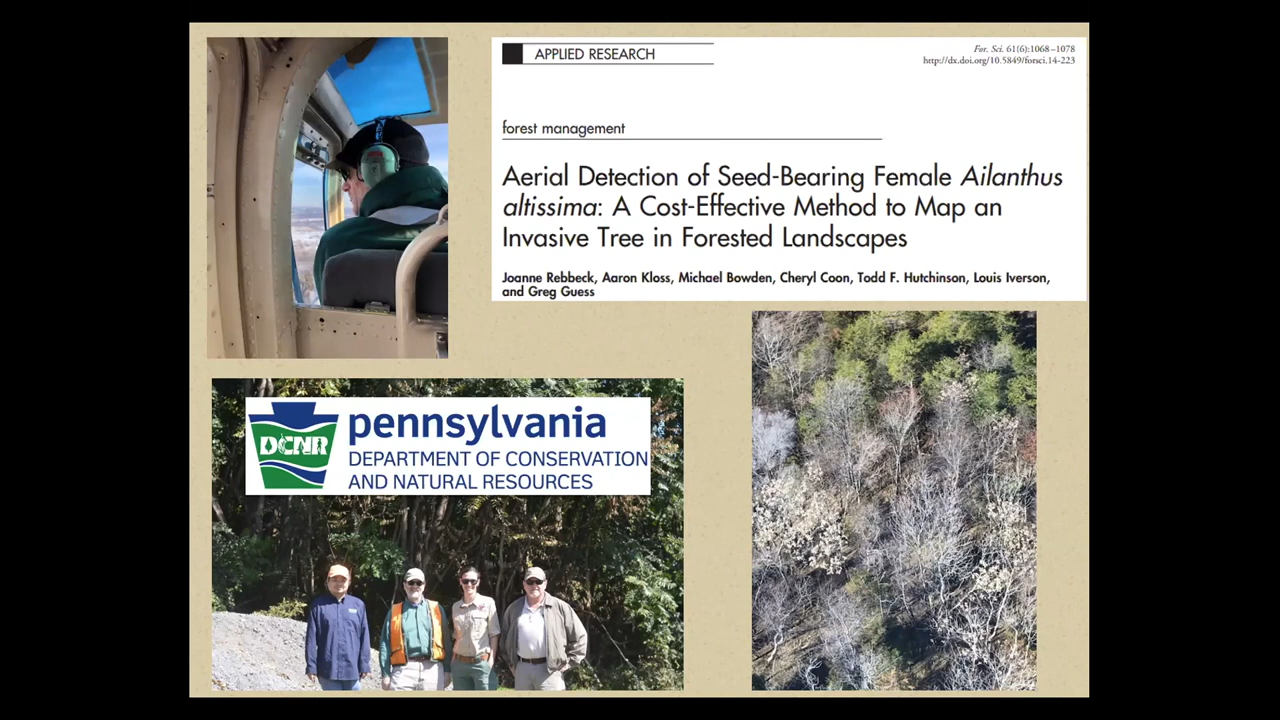 APPLIED RESEARCH
For. Sci. 61(6):1068–1078
http://dx.doi.org/10.5849/forsci.14-223
forest management
Aerial Detection of Seed-Bearing Female Ailanthus
altissima: A Cost-Effective Method to Map an
Invasive Tree in Forested Landscapes
Joanne Rebbeck, Aaron Kloss, Michael Bowden, Cheryl Coon, Todd F. Hutchinson, Louis Iverson,
and Greg Guess
DCNR
pennsylvania
DEPARTMENT OF CONSERVATION
AND NATURAL RESOURCES